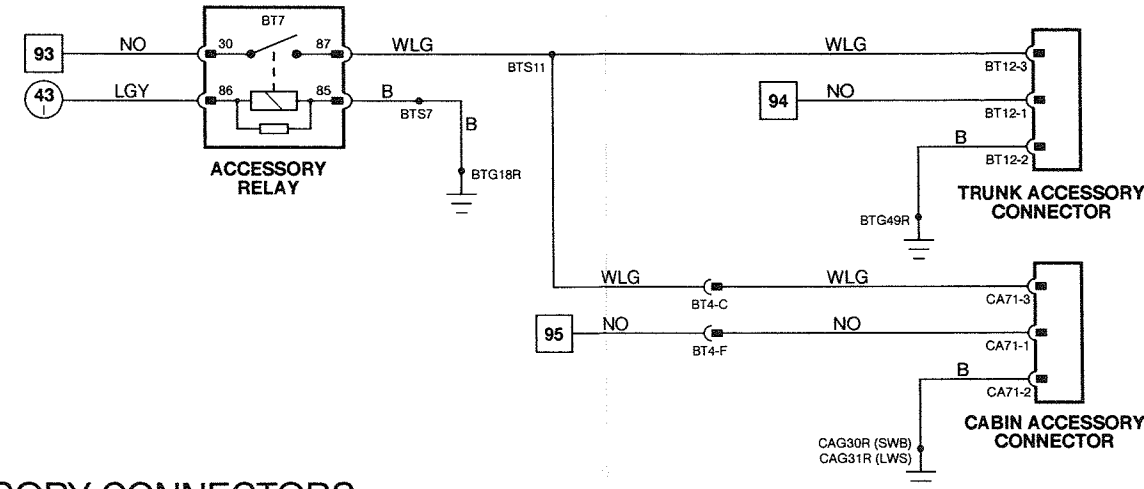 BT7
93
NO
30
87
WLG
BTS11
WLG
BT12-3
43
I
LGY
86
85
B
BTS7
B
94
NO
BT12-1
B
BT12-2
ACCESSORY
RELAY
BTG18R
TRUNK ACCESSORY
CONNECTOR
BTG49R
WLG
BT4-C
WLG
CA71-3
95
NO
BT4-F
NO
CA71-1
B
CA71-2
CABIN ACCESSORY
CONNECTOR
CAG30R (SWB)
CAG31R (LWS)
SORY CONNECTORS